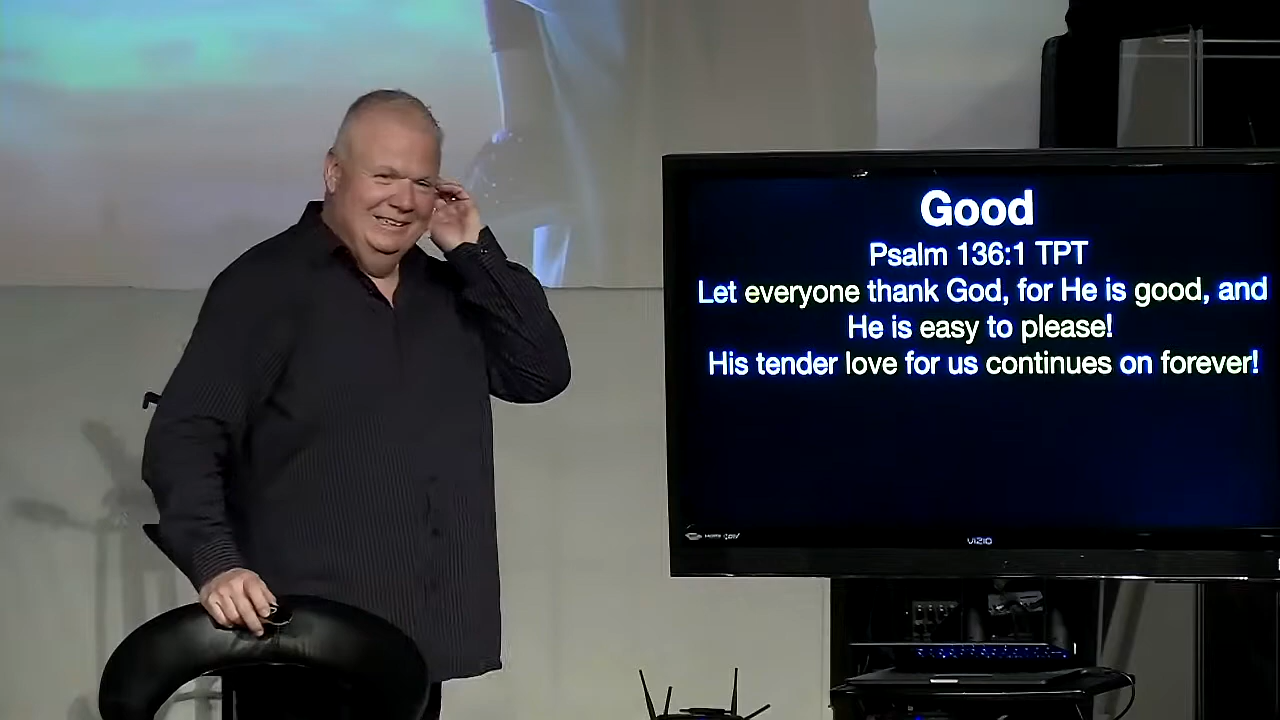 Good
Psalm 136:1 TPT
Let everyone thank God, for He is good, and
He is easy to please!
His tender love for us continues on forever!
VIZIO